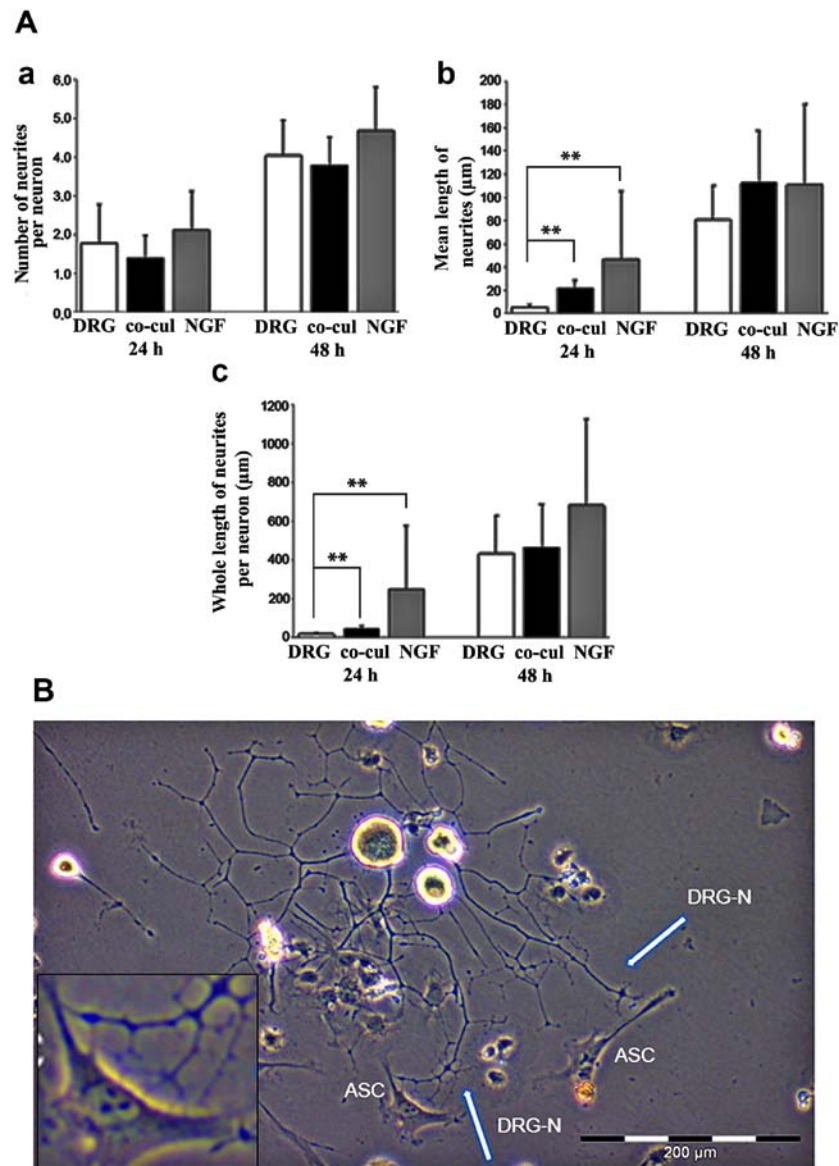 A
a
Number of neurites
per neuron
6,0
5,0
4,0
3,0
2,0
1,0
0,0
DRG co-cul NGF DRG co-cul NGF
24 h 48 h
b
Mean length of
neurites (µm)
200
180
160
140
120
100
80
60
40
20
0
**
**
DRG co-cul NGF DRG co-cul NGF
24 h 48 h
c
Whole length of neurites
per neuron (µm)
1200
1000
800
600
400
200
0
**
**
DRG co-cul NGF DRG co-cul NGF
24 h 48 h
B
DRG-N
ASC
ASC
DRG-N
200 µm